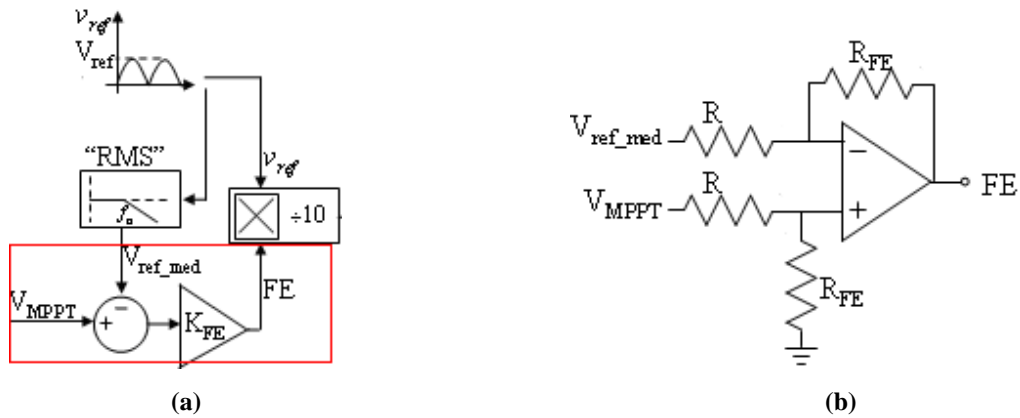 v_ref
V_ref
"RMS"
v_ref
f_o
÷10
V_ref_med
V_MPPT
−
+
K_FE
FE
(a)
R_FE
R
V_ref_med
−
R
V_MPPT
+
FE
R_FE
(b)